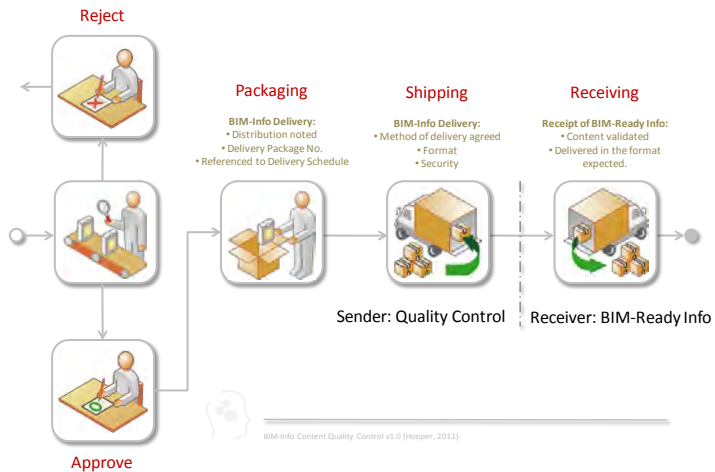 Reject
Packaging
BIM-Info Delivery:
• Distribution noted
• Delivery Package No.
• Referenced to Delivery Schedule
Shipping
BIM-Info Delivery:
• Method of delivery agreed
• Format
• Security
Receiving
Receipt of BIM-Ready Info:
• Content validated
• Delivered in the format
expected.
Sender: Quality Control
Receiver: BIM-Ready Info
BIM-Info Content Quality Control v1.0 (Hooper, 2011)
Approve